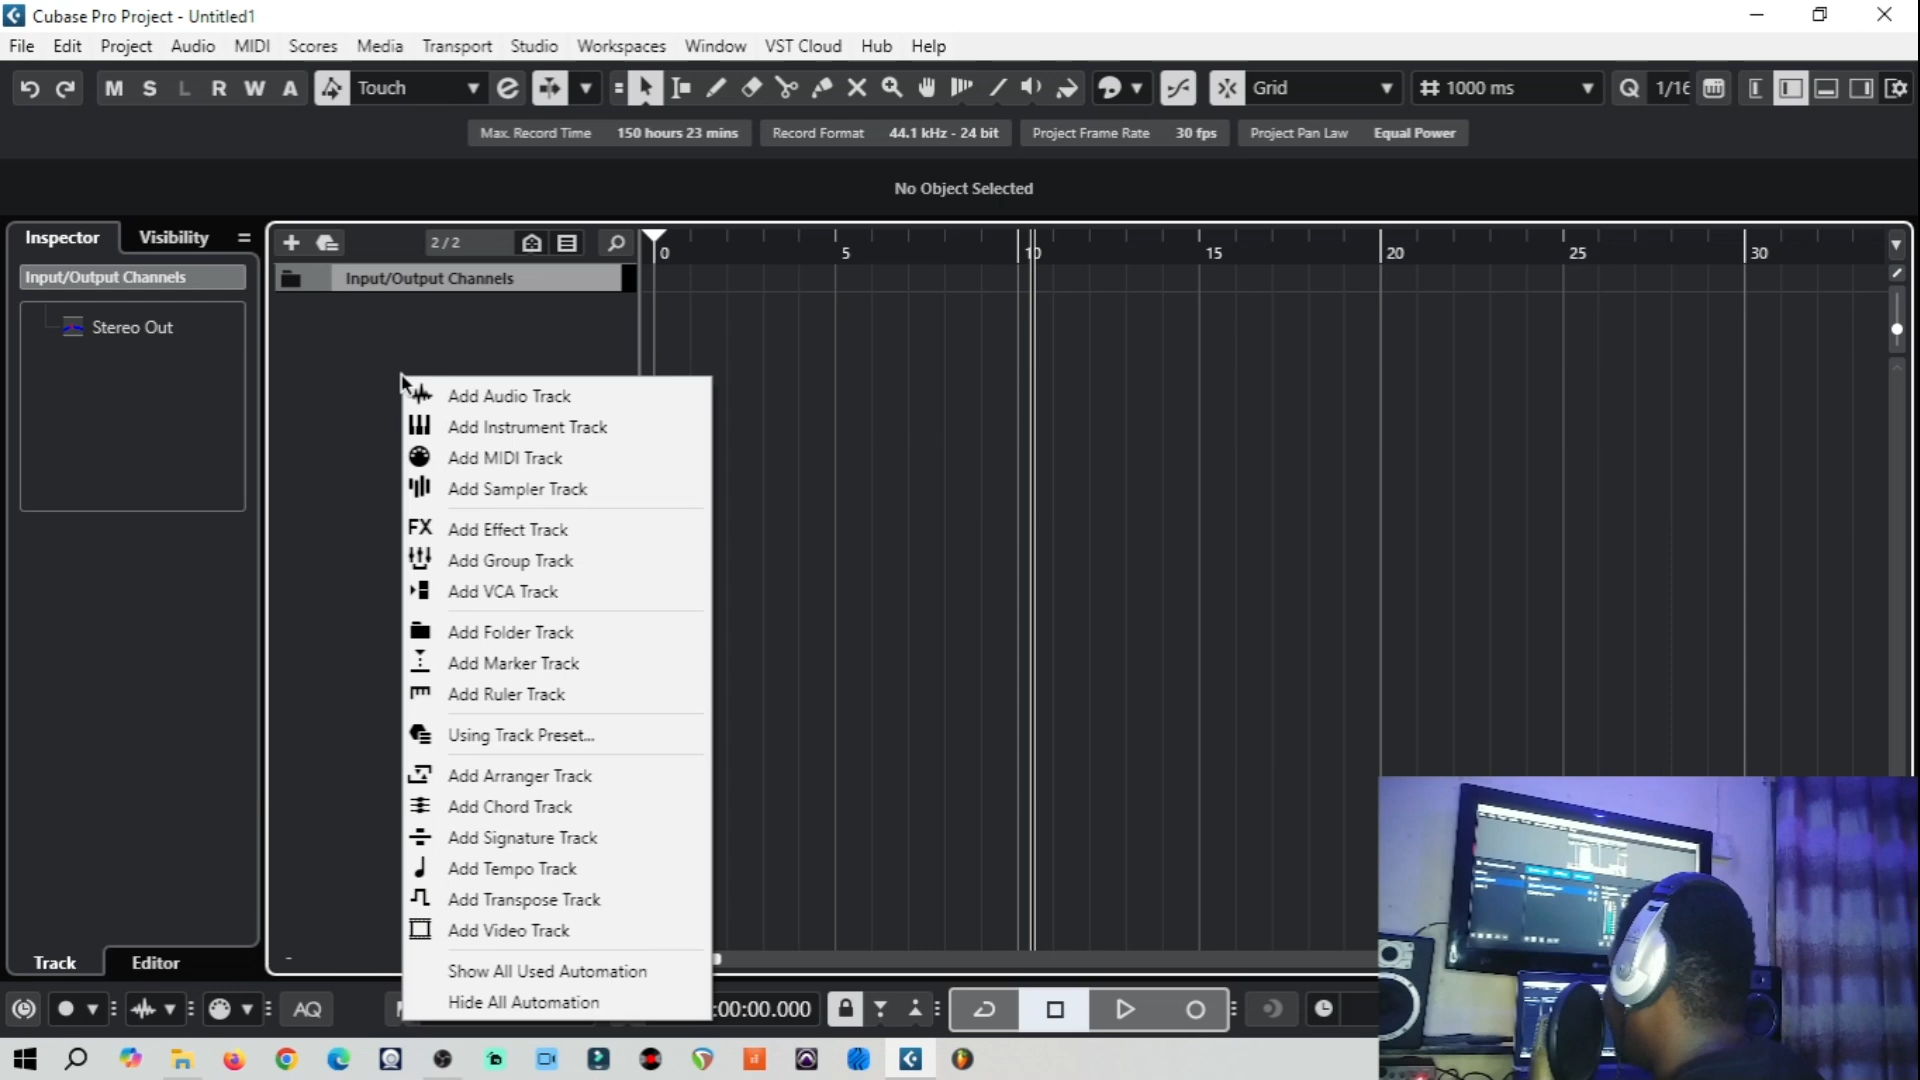 Cubase Pro Project - Untitled1
File Edit Project Audio MIDI Scores Media Transport Studio Workspaces Window VST Cloud Hub Help
M S L R W A Touch e Grid 1000 ms Q 1/16
Max. Record Time 150 hours 23 mins Record Format 44.1 kHz - 24 bit Project Frame Rate 30 fps Project Pan Law Equal Power
No Object Selected
Inspector Visibility 2 / 2
0 5 10 15 20 25 30
Input/Output Channels
Input/Output Channels
Stereo Out
Add Audio Track
Add Instrument Track
Add MIDI Track
Add Sampler Track
FX Add Effect Track
Add Group Track
Add VCA Track
Add Folder Track
Add Marker Track
Add Ruler Track
Using Track Preset...
Add Arranger Track
Add Chord Track
Add Signature Track
Add Tempo Track
Add Transpose Track
Add Video Track
Show All Used Automation
Hide All Automation
Track Editor
AQ :00:00.000